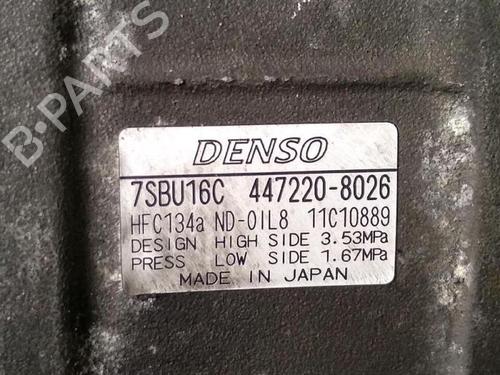 B-PARTS
DENSO
7SBU16C 447220-8026
HFC134a ND-OIL8 11C10889
DESIGN HIGH SIDE 3.53MPa
PRESS LOW SIDE 1.67MPa
MADE IN JAPAN